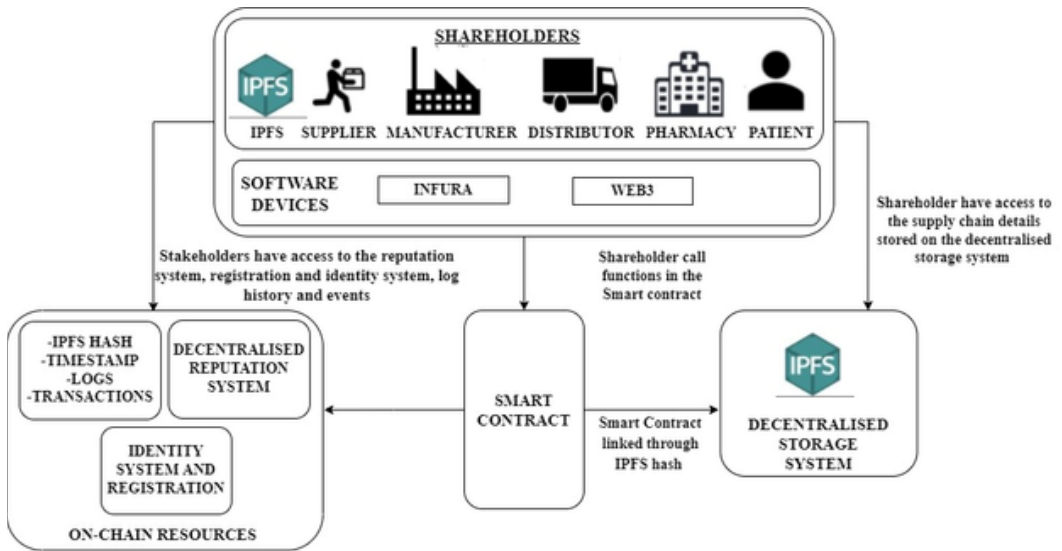 SHAREHOLDERS
IPFS
IPFS SUPPLIER MANUFACTURER DISTRIBUTOR PHARMACY PATIENT
SOFTWARE
DEVICES
INFURA
WEB3
Stakeholders have access to the reputation
system, registration and identity system, log
history and events
Shareholder call
functions in the
Smart contract
Shareholder have access to
the supply chain details
stored on the decentralised
storage system
-IPFS HASH
-TIMESTAMP
-LOGS
-TRANSACTIONS
DECENTRALISED
REPUTATION
SYSTEM
IDENTITY
SYSTEM AND
REGISTRATION
ON-CHAIN RESOURCES
SMART
CONTRACT
Smart Contract
linked through
IPFS hash
IPFS
DECENTRALISED
STORAGE
SYSTEM